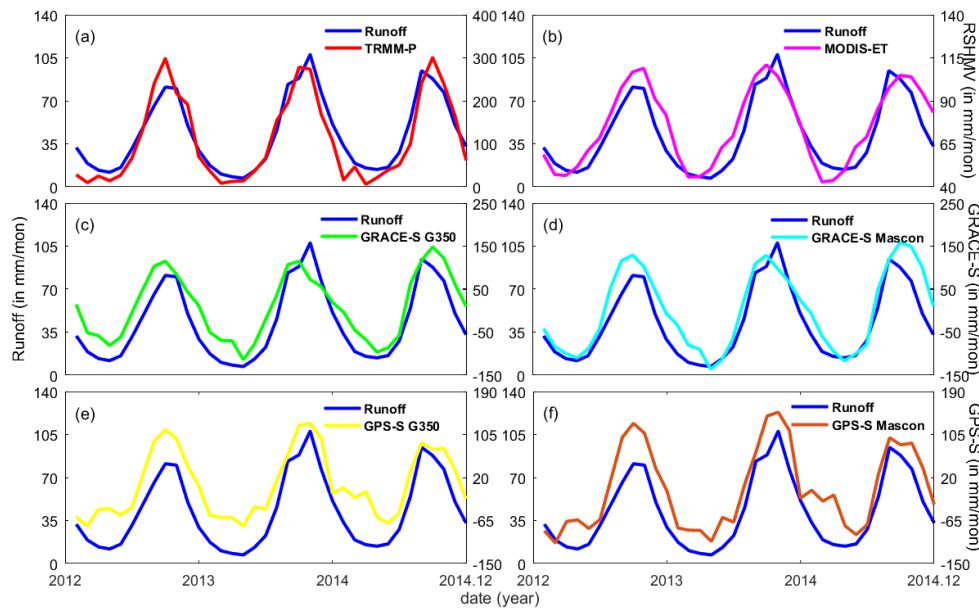 140
105
70
35
0
(a)
Runoff
TRMM-P
400
300
200
100
0
140
105
70
35
0
(b)
Runoff
MODIS-ET
140
115
90
65
40
RSHMV (in mm/mon)
140
105
70
35
0
(c)
Runoff
GRACE-S G350
250
150
50
-50
-150
Runoff (in mm/mon)
140
105
70
35
0
(d)
Runoff
GRACE-S Mascon
250
150
50
-50
-150
GRACE-S (in mm/mon)
140
105
70
35
0
(e)
Runoff
GPS-S G350
190
105
20
-65
-150
2012
2013
2014
2014.12
140
105
70
35
0
(f)
Runoff
GPS-S Mascon
190
105
20
-65
-150
GPS-S (in mm/mon)
2012
2013
2014
2014.12
date (year)